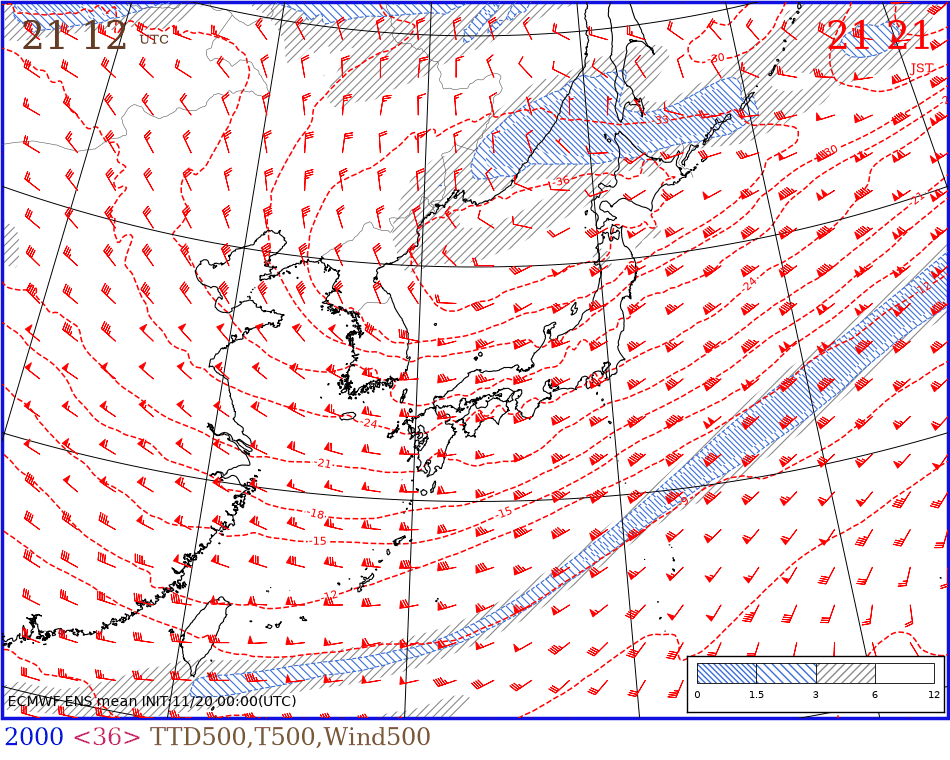 21 12 UTC
21 21 JST
-30
-33
-36
-30
-21
-24
-12
-24
-21
-18
-15
-15
-9
-12
0 1.5 3 6 12
ECMWF ENS mean INIT:11/20 00:00(UTC)
2000 <36> TTD500,T500,Wind500